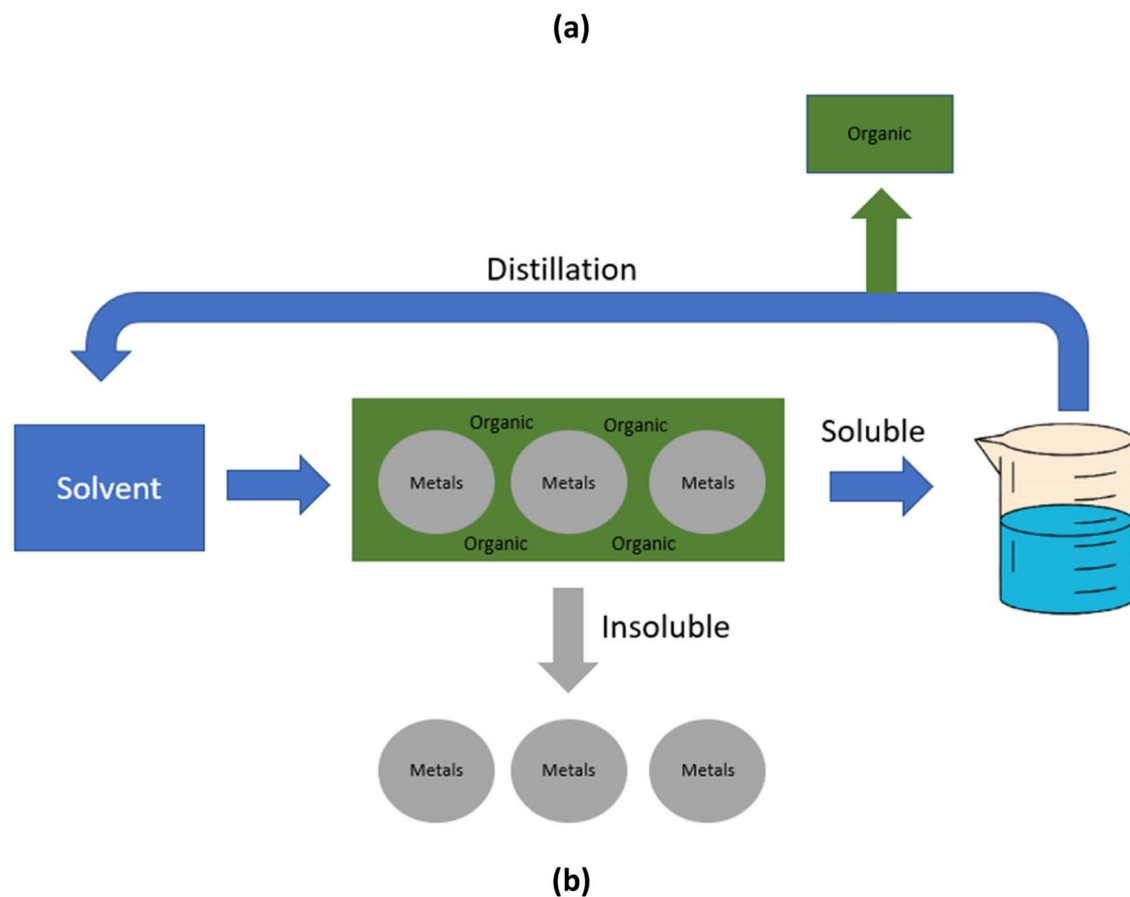 (a)
Organic
Distillation
Solvent
Organic Organic
Metals Metals Metals
Organic Organic
Soluble
Insoluble
Metals Metals Metals
(b)